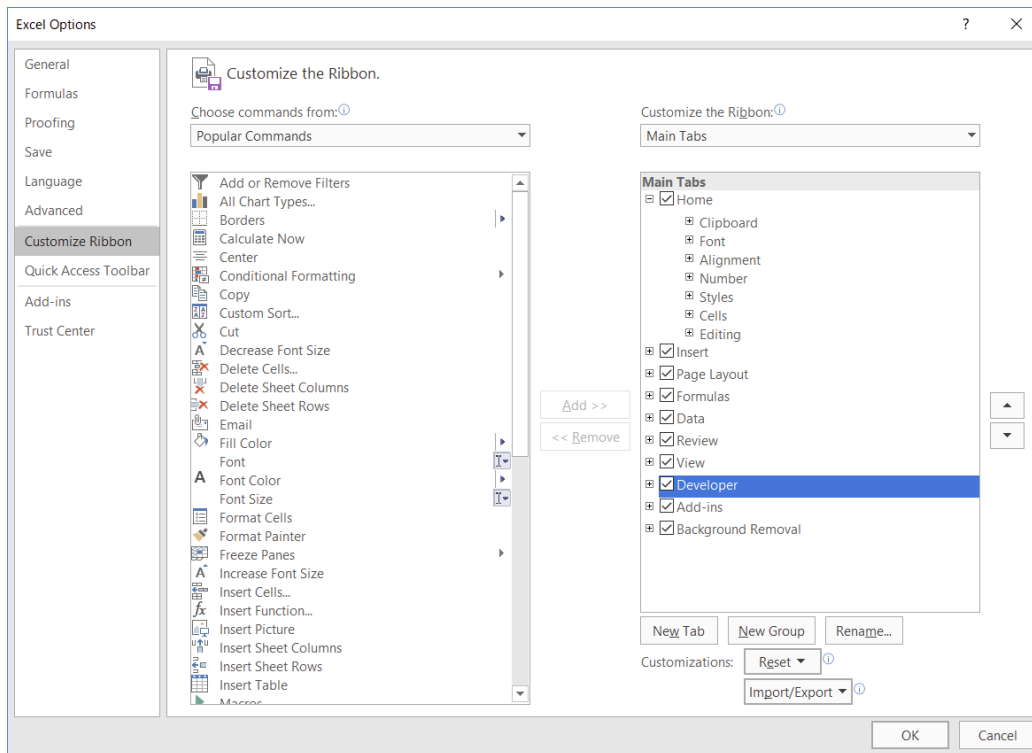 Excel Options
?
General
Formulas
Proofing
Save
Language
Advanced
Customize Ribbon
Quick Access Toolbar
Add-ins
Trust Center
Customize the Ribbon.
Choose commands from:
Popular Commands
Add or Remove Filters
All Chart Types...
Borders
Calculate Now
Center
Conditional Formatting
Copy
Custom Sort...
Cut
Decrease Font Size
Delete Cells...
Delete Sheet Columns
Delete Sheet Rows
Email
Fill Color
Font
Font Color
Font Size
Format Cells
Format Painter
Freeze Panes
Increase Font Size
Insert Cells...
Insert Function...
Insert Picture
Insert Sheet Columns
Insert Sheet Rows
Insert Table
Macros
Add >>
<< Remove
Customize the Ribbon:
Main Tabs
Main Tabs
Home
Clipboard
Font
Alignment
Number
Styles
Cells
Editing
Insert
Page Layout
Formulas
Data
Review
View
Developer
Add-ins
Background Removal
New Tab
New Group
Rename...
Customizations:
Reset
Import/Export
OK
Cancel